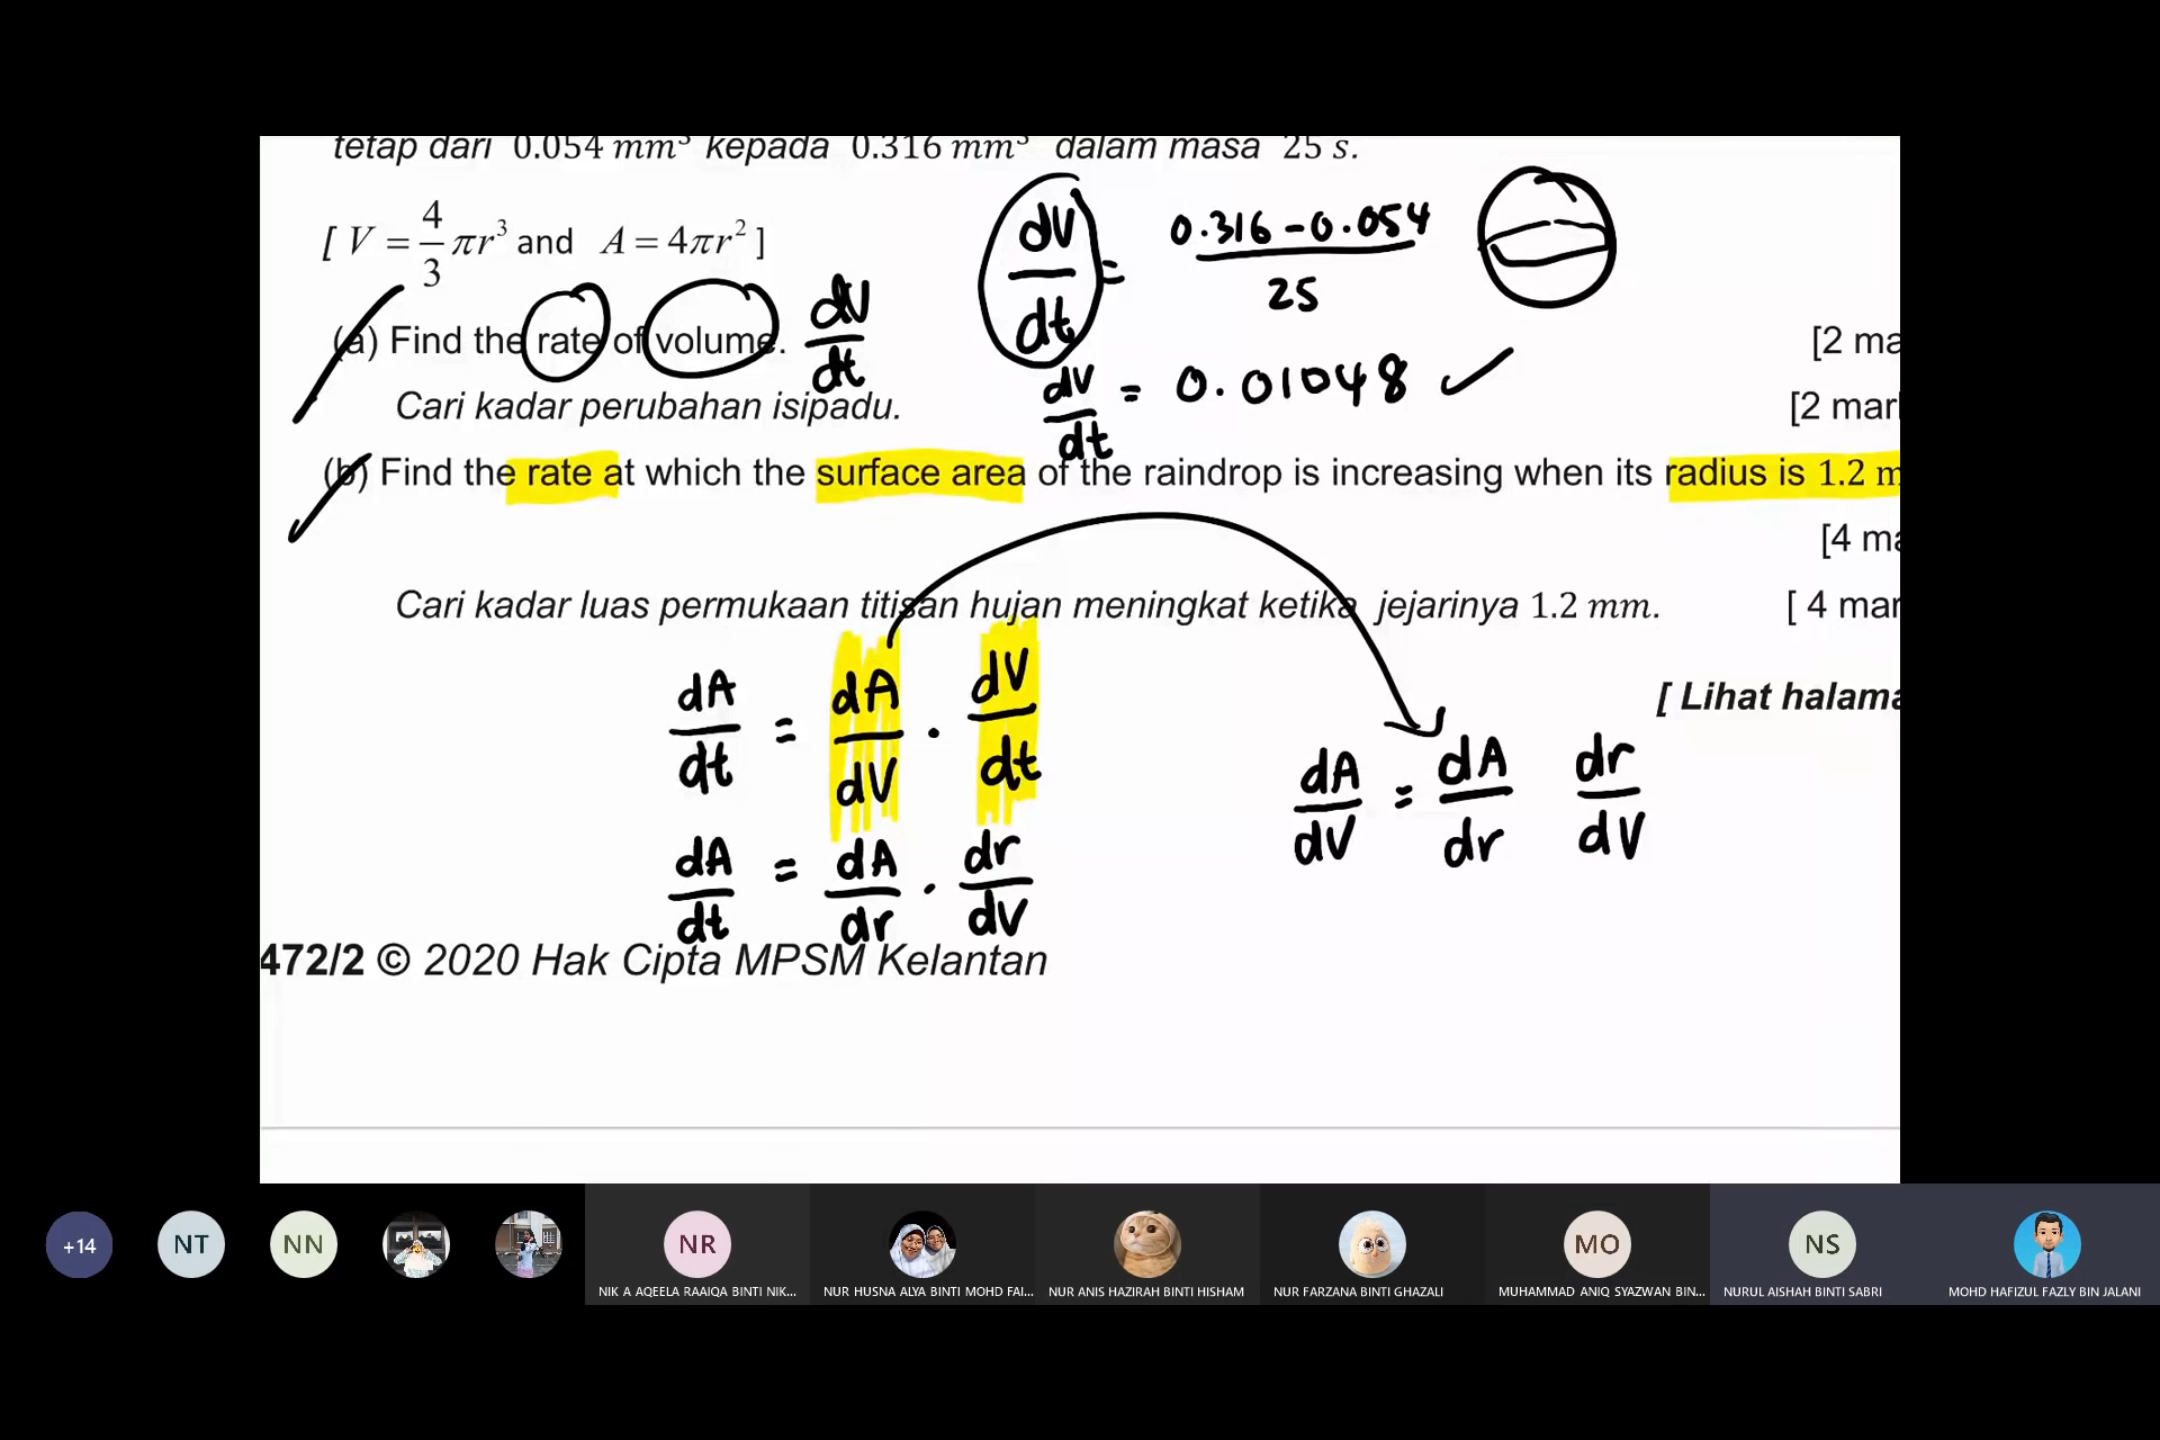 tetap dari 0.054 mm³ kepada 0.316 mm³ dalam masa 25 s.
[ V = 4/3 πr³ and A = 4πr² ]
dV/dt = 0.316 - 0.054 / 25
(a) Find the rate of volume. dV/dt [2 ma
dV/dt = 0.01048 ✓
Cari kadar perubahan isipadu. [2 mar
(b) Find the rate at which the surface area of the raindrop is increasing when its radius is 1.2 m
[4 ma
Cari kadar luas permukaan titisan hujan meningkat ketika jejarinya 1.2 mm. [ 4 mar
[ Lihat halama
dA/dt = dA/dV · dV/dt
dA/dV = dA/dr dr/dV
dA/dt = dA/dr · dr/dV
472/2 © 2020 Hak Cipta MPSM Kelantan
+14 NT NN NR MO NS
NIK A AQEELA RAAIQA BINTI NIK... NUR HUSNA ALYA BINTI MOHD FAI... NUR ANIS HAZIRAH BINTI HISHAM NUR FARZANA BINTI GHAZALI MUHAMMAD ANIQ SYAZWAN BIN... NURUL AISHAH BINTI SABRI MOHD HAFIZUL FAZLY BIN JALANI